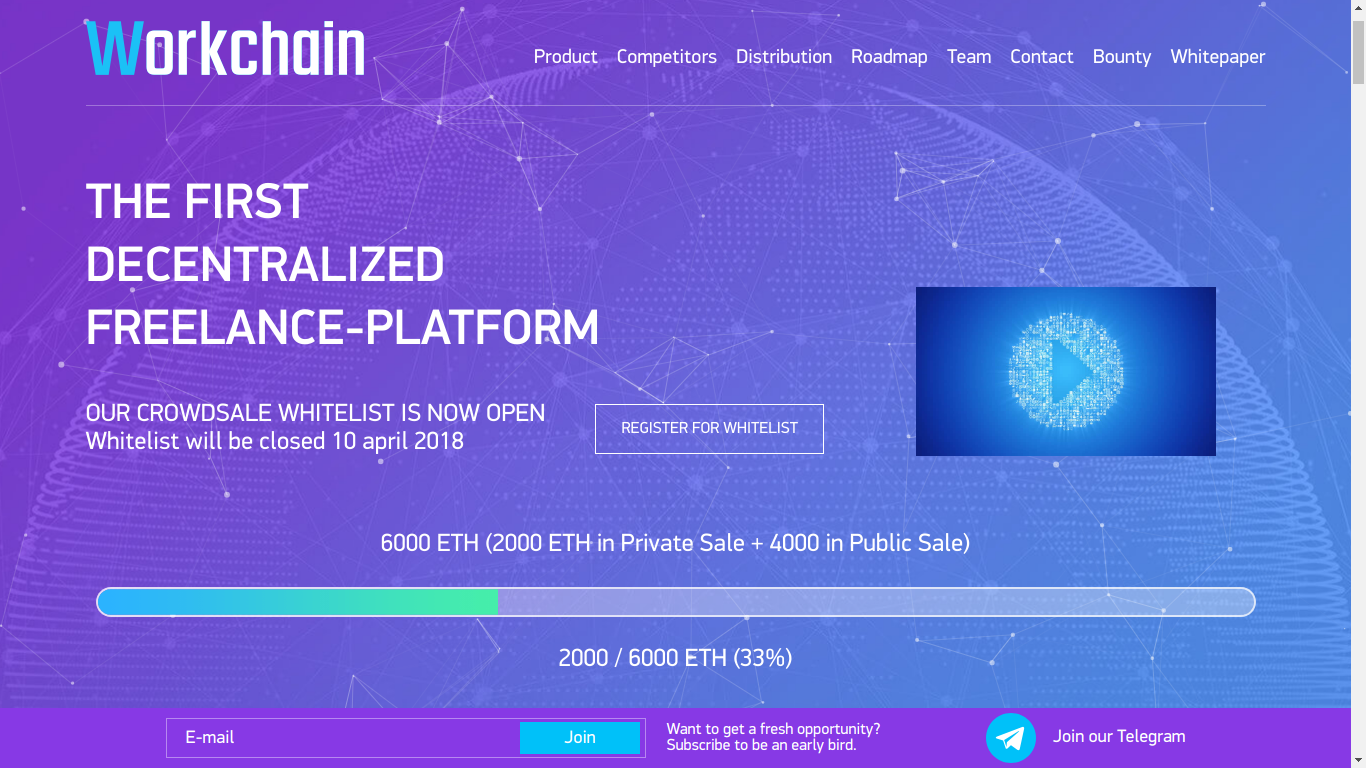 Workchain
Product Competitors Distribution Roadmap Team Contact Bounty Whitepaper
THE FIRST
DECENTRALIZED
FREELANCE-PLATFORM
OUR CROWDSALE WHITELIST IS NOW OPEN
Whitelist will be closed 10 april 2018
REGISTER FOR WHITELIST
6000 ETH (2000 ETH in Private Sale + 4000 in Public Sale)
2000 / 6000 ETH (33%)
E-mail
Join
Want to get a fresh opportunity?
Subscribe to be an early bird.
Join our Telegram